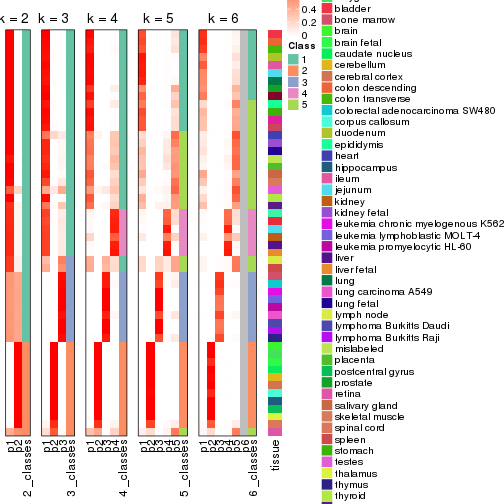 k = 2
k = 3
k = 4
k = 5
k = 6
0.4
0.2
0
Class
1
2
3
4
5
bladder
bone marrow
brain
brain fetal
caudate nucleus
cerebellum
cerebral cortex
colon descending
colon transverse
colorectal adenocarcinoma SW480
corpus callosum
duodenum
epididymis
heart
hippocampus
ileum
jejunum
kidney
kidney fetal
leukemia chronic myelogenous K562
leukemia lymphoblastic MOLT-4
leukemia promyelocytic HL-60
liver
liver fetal
lung
lung carcinoma A549
lung fetal
lymph node
lymphoma Burkitts Daudi
lymphoma Burkitts Raji
mislabeled
placenta
postcentral gyrus
prostate
retina
salivary gland
skeletal muscle
spinal cord
spleen
stomach
testes
thalamus
thymus
thyroid
p1
p2
2_classes
p1
p2
p3
3_classes
p1
p2
p3
p4
4_classes
p1
p2
p3
p4
p5
5_classes
p1
p2
p3
p4
p5
p6
6_classes
tissue